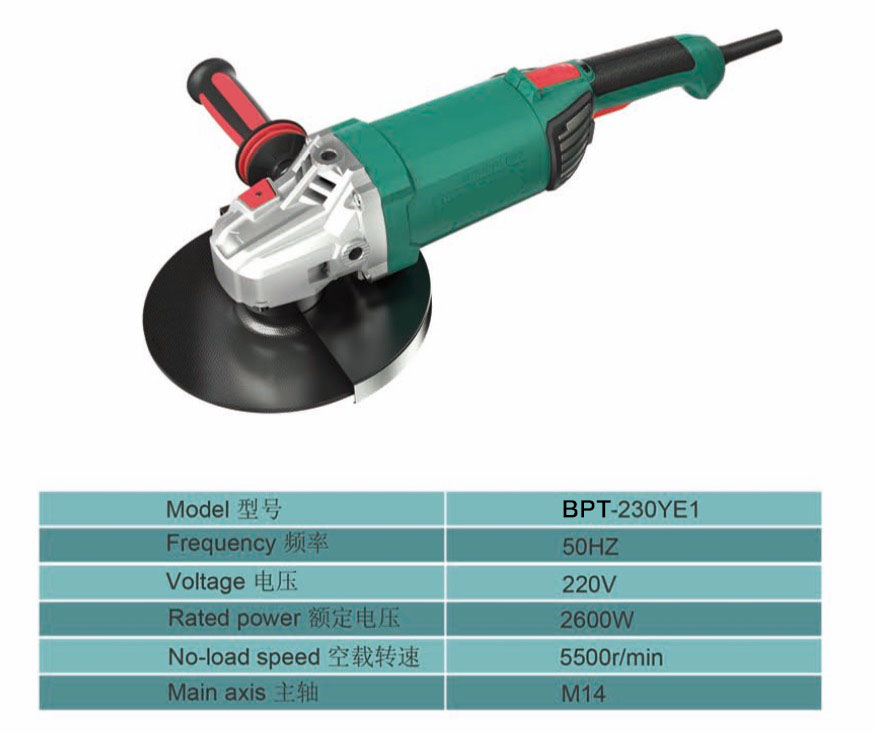 Model 型号 BPT-230YE1
Frequency 频率 50HZ
Voltage 电压 220V
Rated power 额定电压 2600W
No-load speed 空载转速 5500r/min
Main axis 主轴 M14